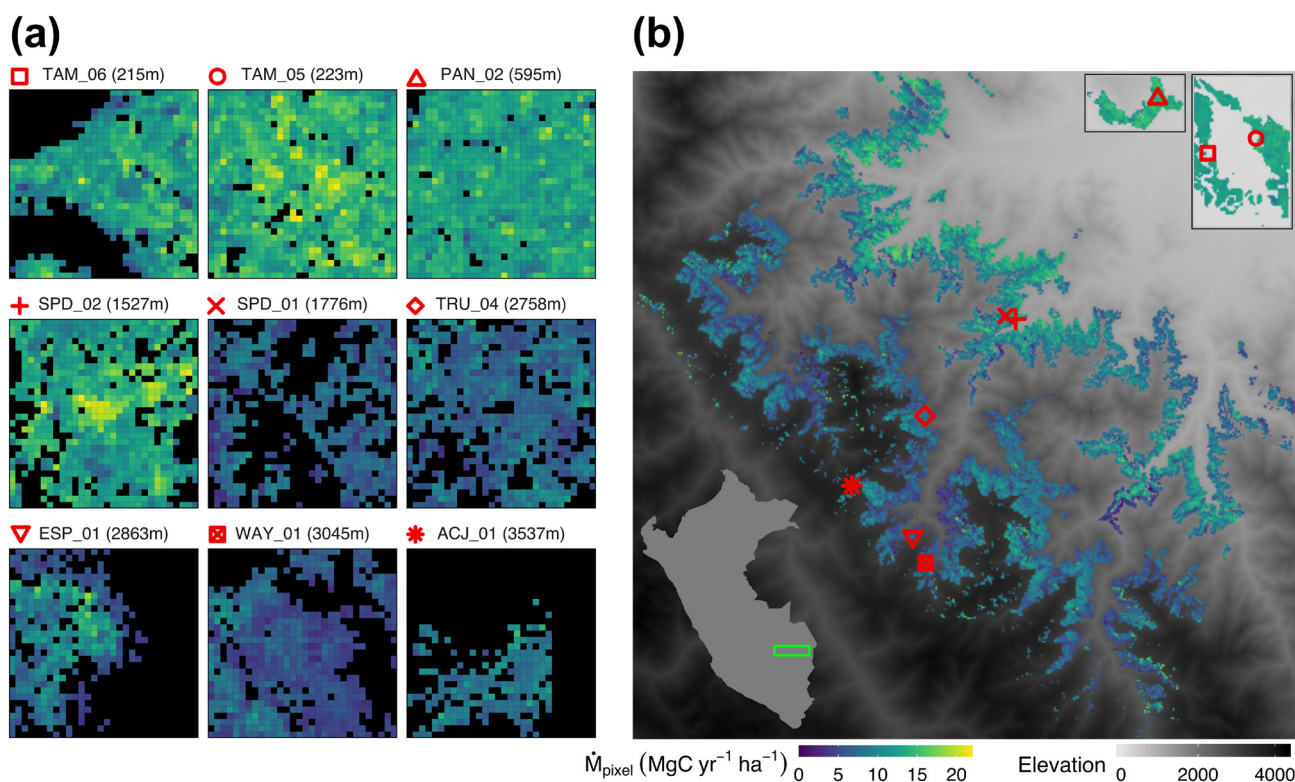 (a)
(b)
TAM_06 (215m)
TAM_05 (223m)
PAN_02 (595m)
SPD_02 (1527m)
SPD_01 (1776m)
TRU_04 (2758m)
ESP_01 (2863m)
WAY_01 (3045m)
ACJ_01 (3537m)
Ṁpixel (MgC yr⁻¹ ha⁻¹)
0 5 10 15 20
Elevation
0 2000 4000